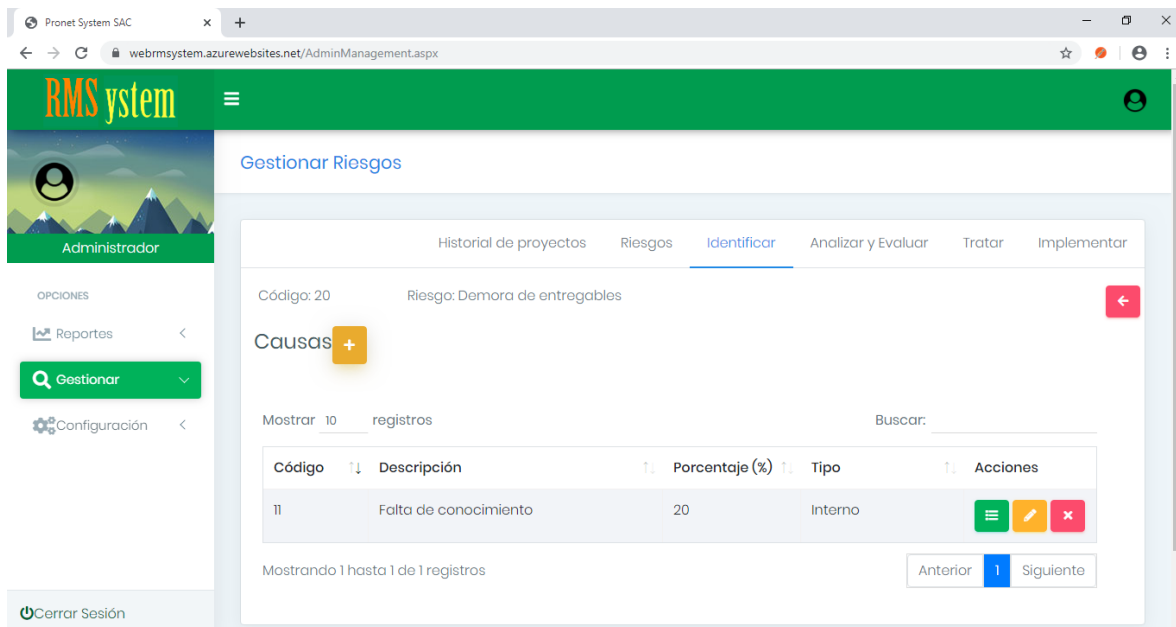 Pronet System SAC
webrmsystem.azurewebsites.net/AdminManagement.aspx
RMSystem
Gestionar Riesgos
Administrador
Historial de proyectos Riesgos Identificar Analizar y Evaluar Tratar Implementar
OPCIONES
Código: 20 Riesgo: Demora de entregables
Reportes
Causas +
Gestionar
Configuración
Mostrar 10 registros Buscar:
Código Descripción Porcentaje (%) Tipo Acciones
11 Falta de conocimiento 20 Interno
Mostrando 1 hasta 1 de 1 registros Anterior 1 Siguiente
Cerrar Sesión